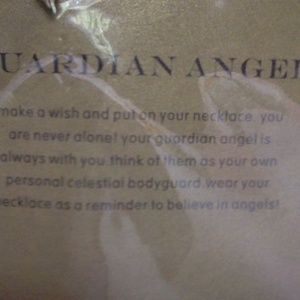 UARDIAN ANGEL
make a wish and put on your necklace. you
are never alone! your guardian angel is
always with you. think of them as your own
personal celestial bodyguard. wear your
necklace as a reminder to believe in angels!